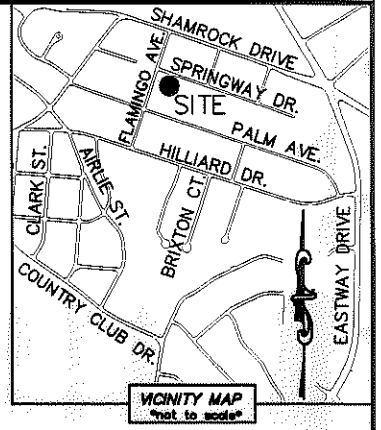 SHAMROCK DRIVE
FLAMINGO AVE.
SPRINGWAY DR.
SITE
PALM AVE.
HILLIARD DR.
CLARK ST.
AIRLIE ST.
BRIXTON CT.
EASTWAY DRIVE
COUNTRY CLUB DR.
VICINITY MAP
*not to scale*